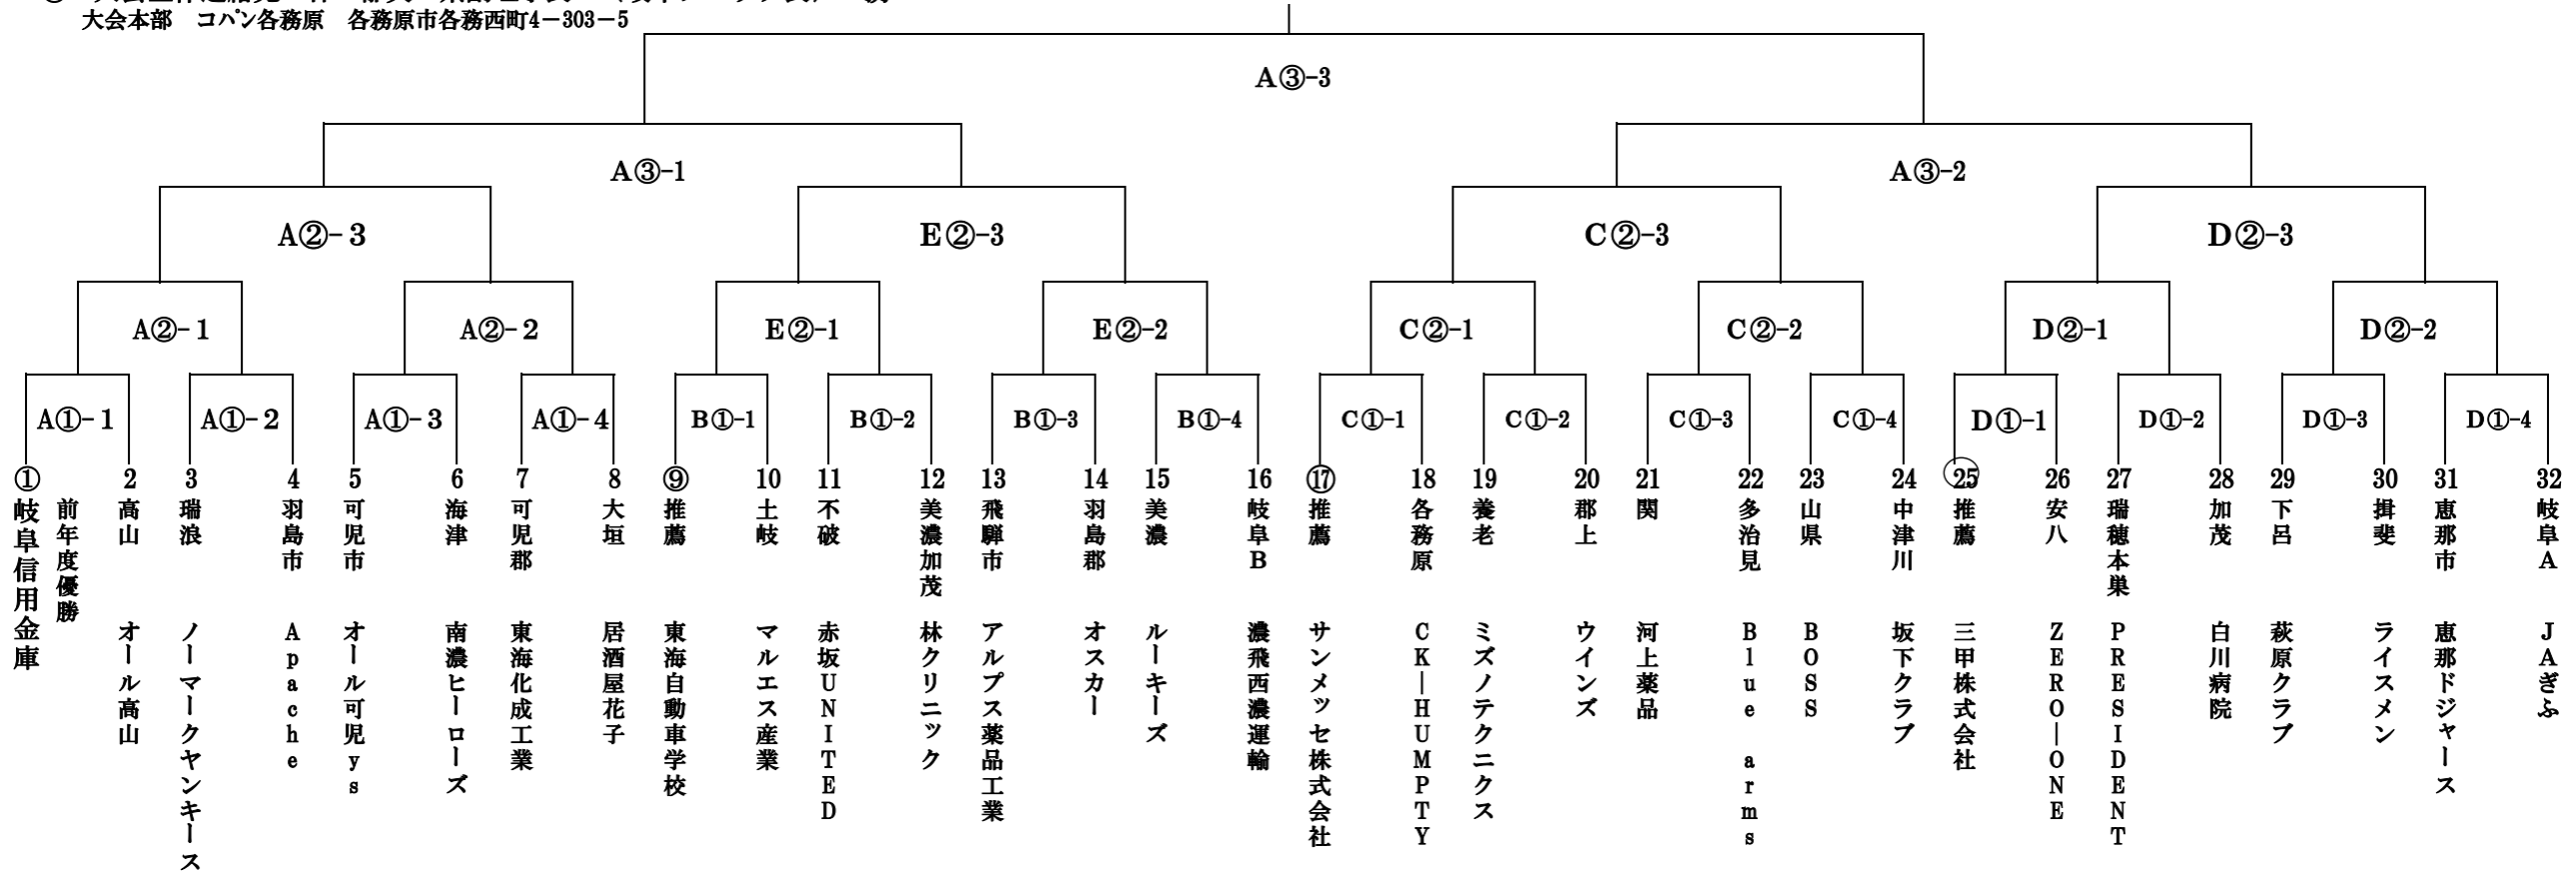 大会本部　コパン各務原　各務原市各務西町4－303－5
A③-3
A③-1
A③-2
A②-3
E②-3
C②-3
D②-3
A②-1
A②-2
E②-1
E②-2
C②-1
C②-2
D②-1
D②-2
A①-1
A①-2
A①-3
A①-4
B①-1
B①-2
B①-3
B①-4
C①-1
C①-2
C①-3
C①-4
D①-1
D①-2
D①-3
D①-4
① 前年度優勝 岐阜信用金庫
2 高山 オール高山
3 瑞浪 ノーマークヤンキース
4 羽島市 Apache
5 可児市 オール可児ys
6 海津 南濃ヒーローズ
7 可児郡 東海化成工業
8 大垣 居酒屋花子
⑨ 推薦 東海自動車学校
10 土岐 マルエス産業
11 不破 赤坂UNITED
12 美濃加茂 林クリニック
13 飛騨市 アルプス薬品工業
14 羽島郡 オスカー
15 美濃 ルーキーズ
16 岐阜B 濃飛西濃運輸
⑰ 推薦 サンメッセ株式会社
18 各務原 CK―HUMPTY
19 養老 ミズノテクニクス
20 郡上 ウインズ
21 関 河上薬品
22 多治見 Blue arms
23 山県 BOSS
24 中津川 坂下クラブ
25 推薦 三甲株式会社
26 安八 ZERO―ONE
27 瑞穂本巣 PRESIDENT
28 加茂 白川病院
29 下呂 萩原クラブ
30 揖斐 ライスメン
31 恵那市 恵那ドジャース
32 岐阜A JAぎふ